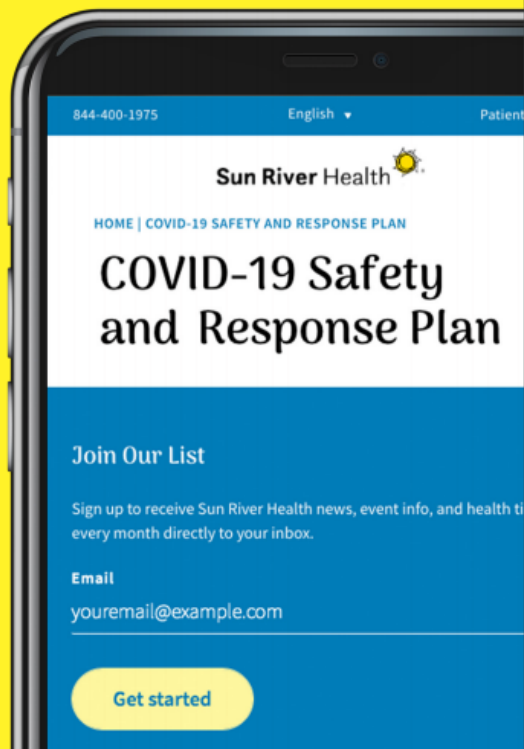 844-400-1975 English ▼ Patient
Sun River Health
HOME | COVID-19 SAFETY AND RESPONSE PLAN
COVID-19 Safety
and Response Plan
Join Our List
Sign up to receive Sun River Health news, event info, and health ti
every month directly to your inbox.
Email
youremail@example.com
Get started